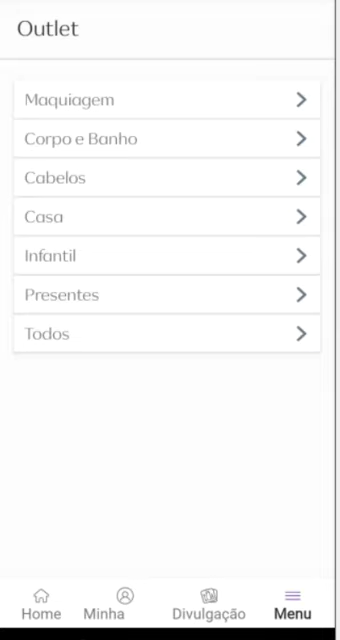 Outlet
Maquiagem
Corpo e Banho
Cabelos
Casa
Infantil
Presentes
Todos
Home Minha Divulgação Menu